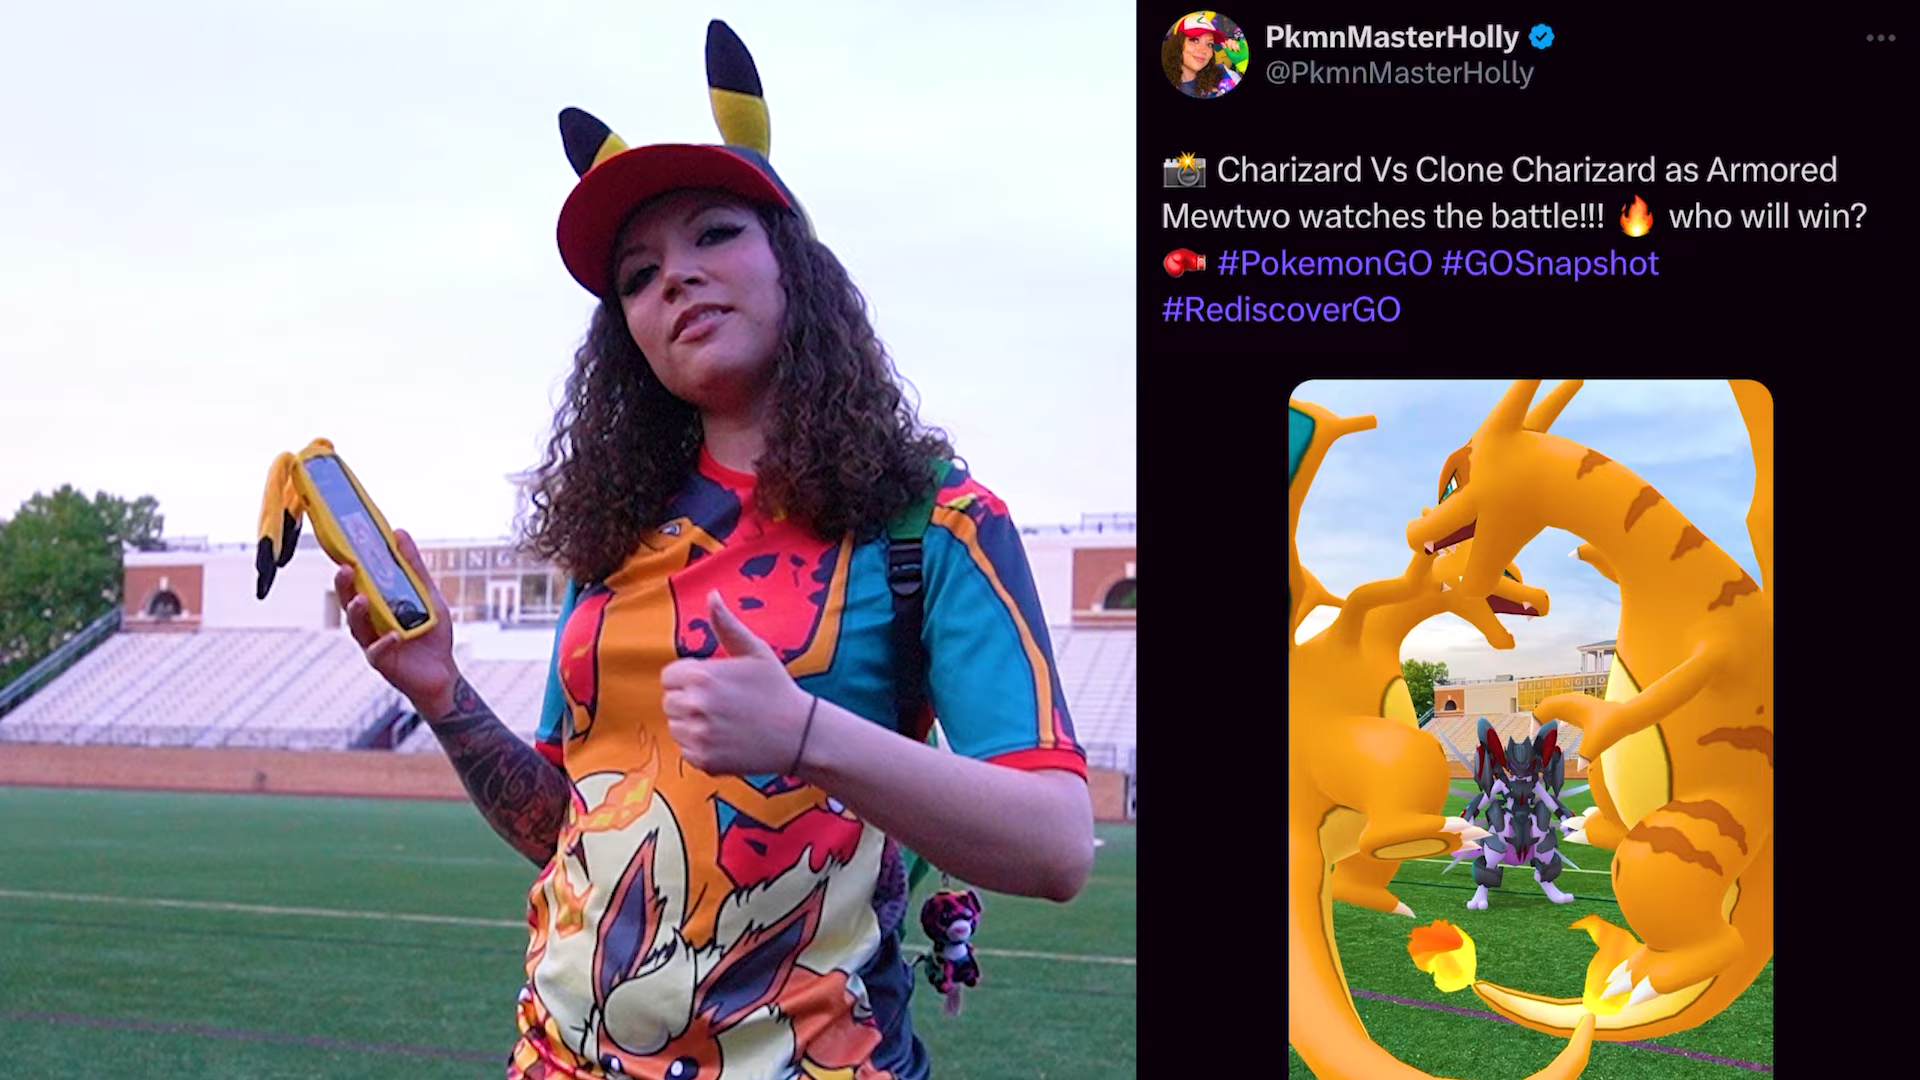 PkmnMasterHolly
@PkmnMasterHolly
📸 Charizard Vs Clone Charizard as Armored
Mewtwo watches the battle!!! 🔥 who will win?
🥊 #PokemonGO #GOSnapshot
#RediscoverGO